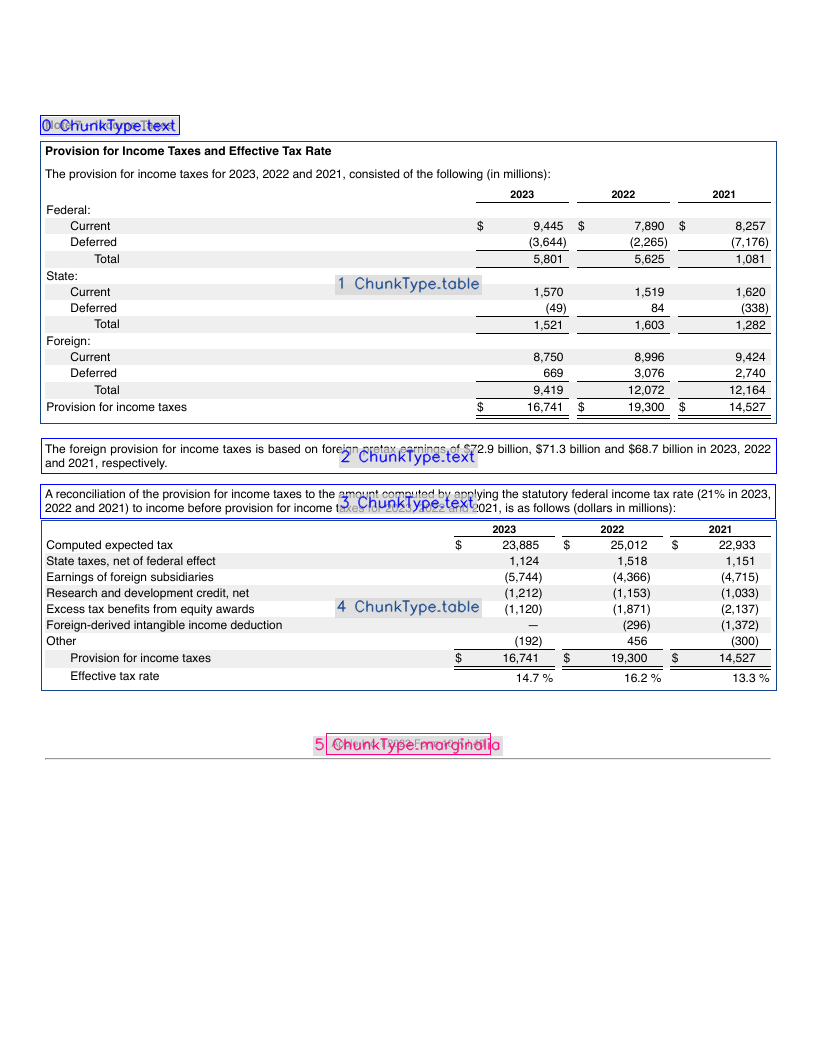 0 ChunkType.text
Provision for Income Taxes and Effective Tax Rate
The provision for income taxes for 2023, 2022 and 2021, consisted of the following (in millions):
2023 2022 2021
Federal:
Current $ 9,445 $ 7,890 $ 8,257
Deferred (3,644) (2,265) (7,176)
Total 5,801 5,625 1,081
State:
1 ChunkType.table
Current 1,570 1,519 1,620
Deferred (49) 84 (338)
Total 1,521 1,603 1,282
Foreign:
Current 8,750 8,996 9,424
Deferred 669 3,076 2,740
Total 9,419 12,072 12,164
Provision for income taxes $ 16,741 $ 19,300 $ 14,527
The foreign provision for income taxes is based on foreign pretax earnings of $72.9 billion, $71.3 billion and $68.7 billion in 2023, 2022
2 ChunkType.text
and 2021, respectively.
A reconciliation of the provision for income taxes to the amount computed by applying the statutory federal income tax rate (21% in 2023,
3 ChunkType.text
2022 and 2021) to income before provision for income taxes for 2023, 2022 and 2021, is as follows (dollars in millions):
2023 2022 2021
Computed expected tax $ 23,885 $ 25,012 $ 22,933
State taxes, net of federal effect 1,124 1,518 1,151
Earnings of foreign subsidiaries (5,744) (4,366) (4,715)
Research and development credit, net (1,212) (1,153) (1,033)
4 ChunkType.table
Excess tax benefits from equity awards (1,120) (1,871) (2,137)
Foreign-derived intangible income deduction — (296) (1,372)
Other (192) 456 (300)
Provision for income taxes $ 16,741 $ 19,300 $ 14,527
Effective tax rate 14.7 % 16.2 % 13.3 %
5 ChunkType.marginalia